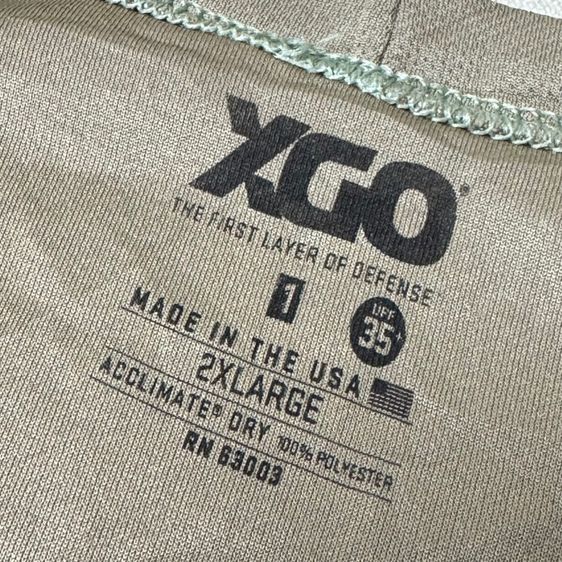 XGO®
THE FIRST LAYER OF DEFENSE™
1
UPF 35+
MADE IN THE USA
2XLARGE
ACCLIMATE® DRY 100% POLYESTER
RN 63003